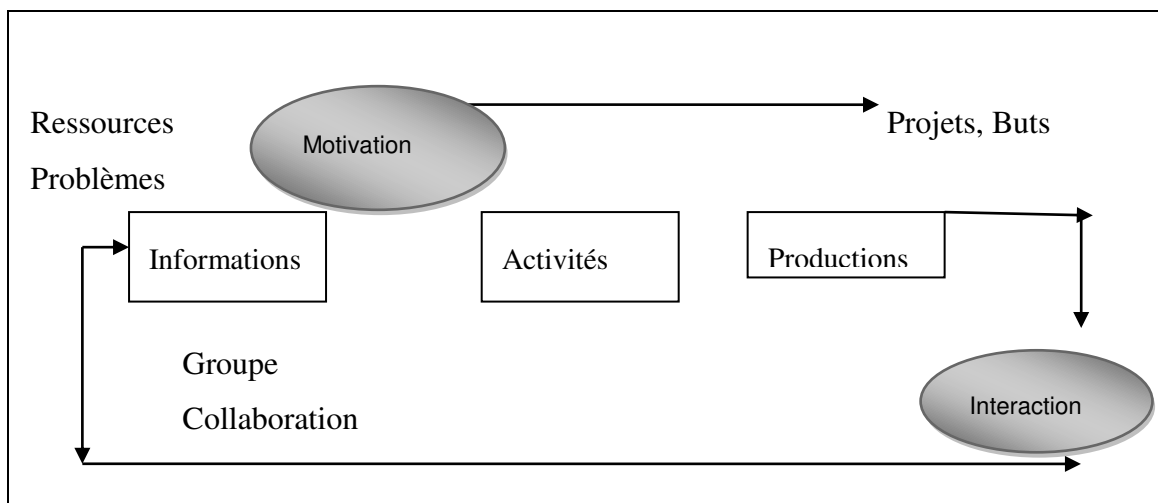 Ressources
Projets, Buts
Motivation
Problèmes
Informations
Activités
Productions
Groupe
Collaboration
Interaction